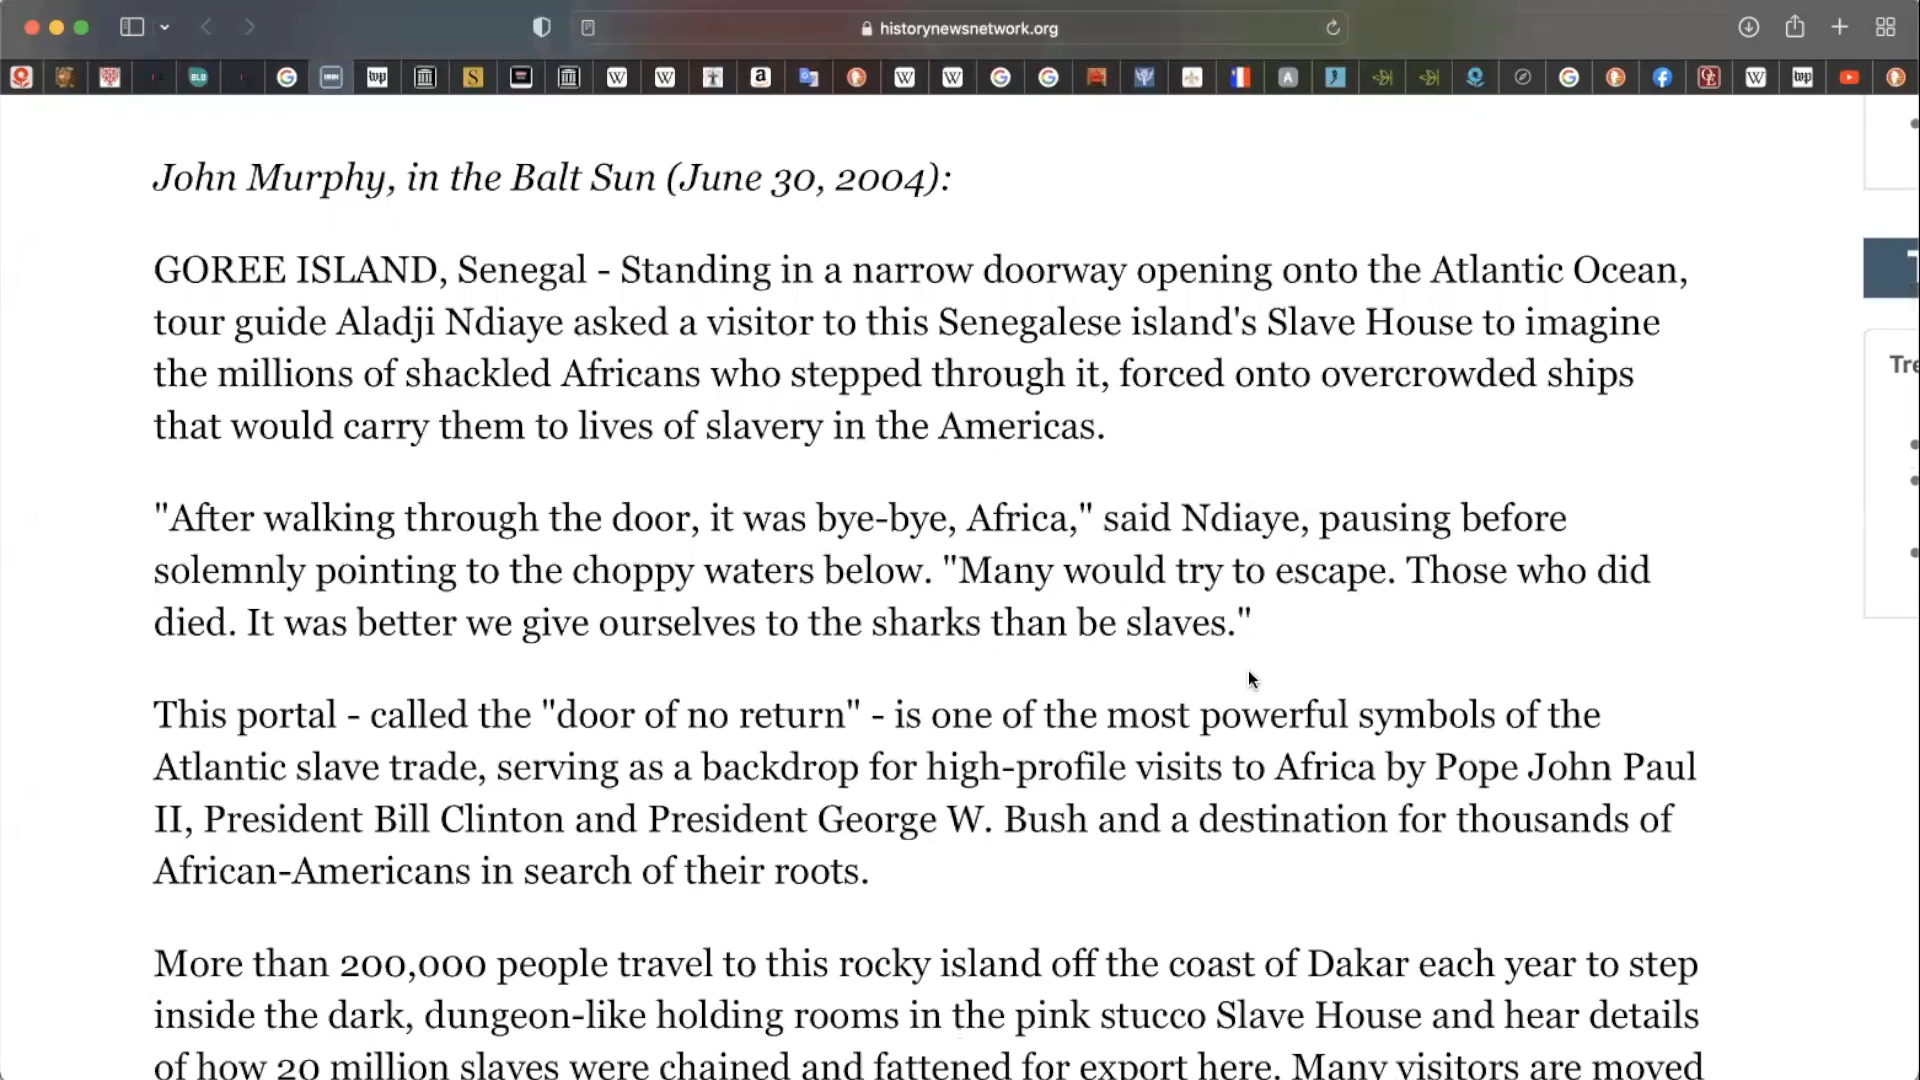 historynewsnetwork.org
John Murphy, in the Balt Sun (June 30, 2004):
GOREE ISLAND, Senegal - Standing in a narrow doorway opening onto the Atlantic Ocean,
tour guide Aladji Ndiaye asked a visitor to this Senegalese island's Slave House to imagine
the millions of shackled Africans who stepped through it, forced onto overcrowded ships
that would carry them to lives of slavery in the Americas.
"After walking through the door, it was bye-bye, Africa," said Ndiaye, pausing before
solemnly pointing to the choppy waters below. "Many would try to escape. Those who did
died. It was better we give ourselves to the sharks than be slaves."
This portal - called the "door of no return" - is one of the most powerful symbols of the
Atlantic slave trade, serving as a backdrop for high-profile visits to Africa by Pope John Paul
II, President Bill Clinton and President George W. Bush and a destination for thousands of
African-Americans in search of their roots.
More than 200,000 people travel to this rocky island off the coast of Dakar each year to step
inside the dark, dungeon-like holding rooms in the pink stucco Slave House and hear details
of how 20 million slaves were chained and fattened for export here. Many visitors are moved